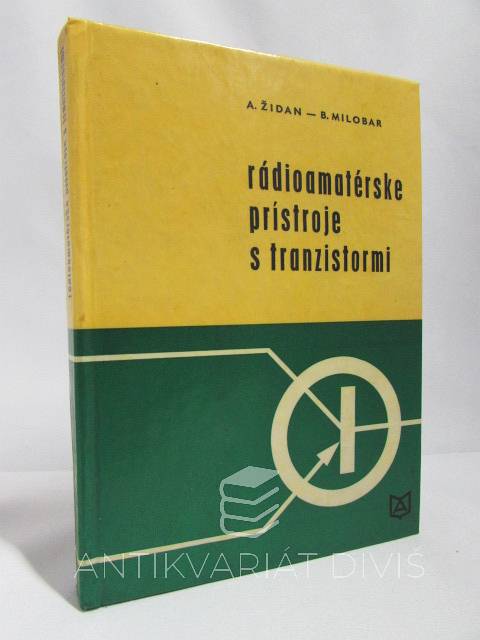 A. ŽIDAN — B. MILOBAR
rádioamatérske
prístroje
s tranzistormi
ANTIKVARIÁT DIVIŠ